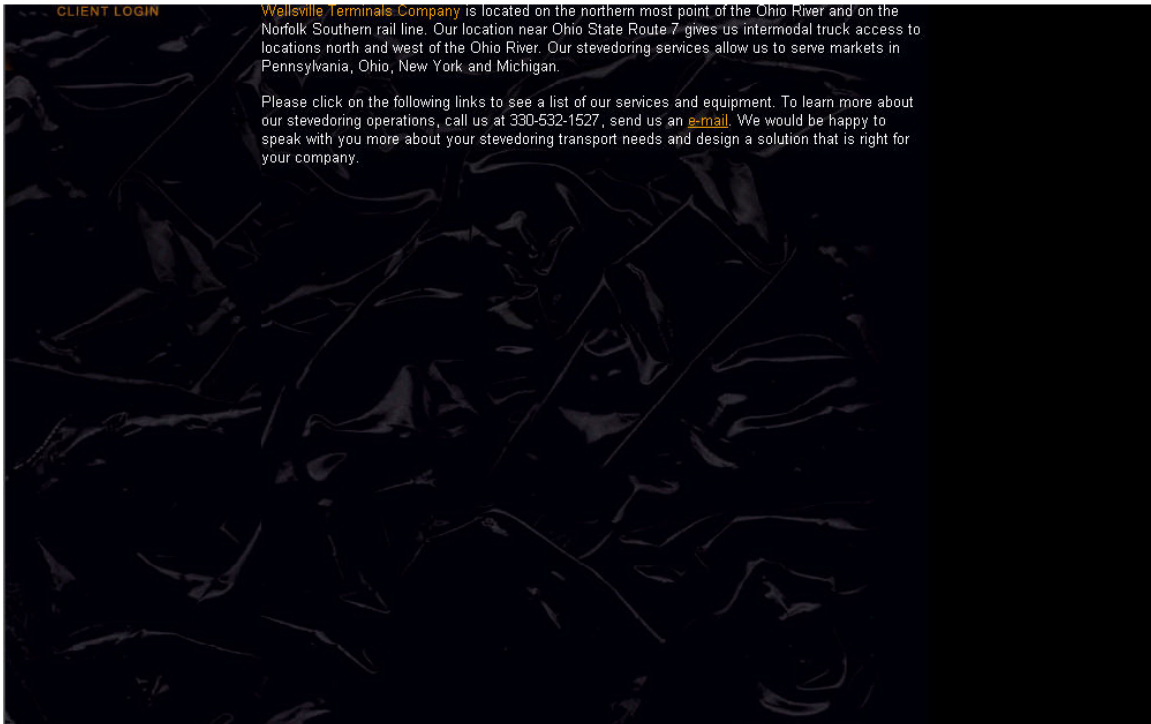 CLIENT LOGIN
Wellsville Terminals Company is located on the northern most point of the Ohio River and on the
Norfolk Southern rail line. Our location near Ohio State Route 7 gives us intermodal truck access to
locations north and west of the Ohio River. Our stevedoring services allow us to serve markets in
Pennsylvania, Ohio, New York and Michigan.
Please click on the following links to see a list of our services and equipment. To learn more about
our stevedoring operations, call us at 330-532-1527, send us an e-mail. We would be happy to
speak with you more about your stevedoring transport needs and design a solution that is right for
your company.